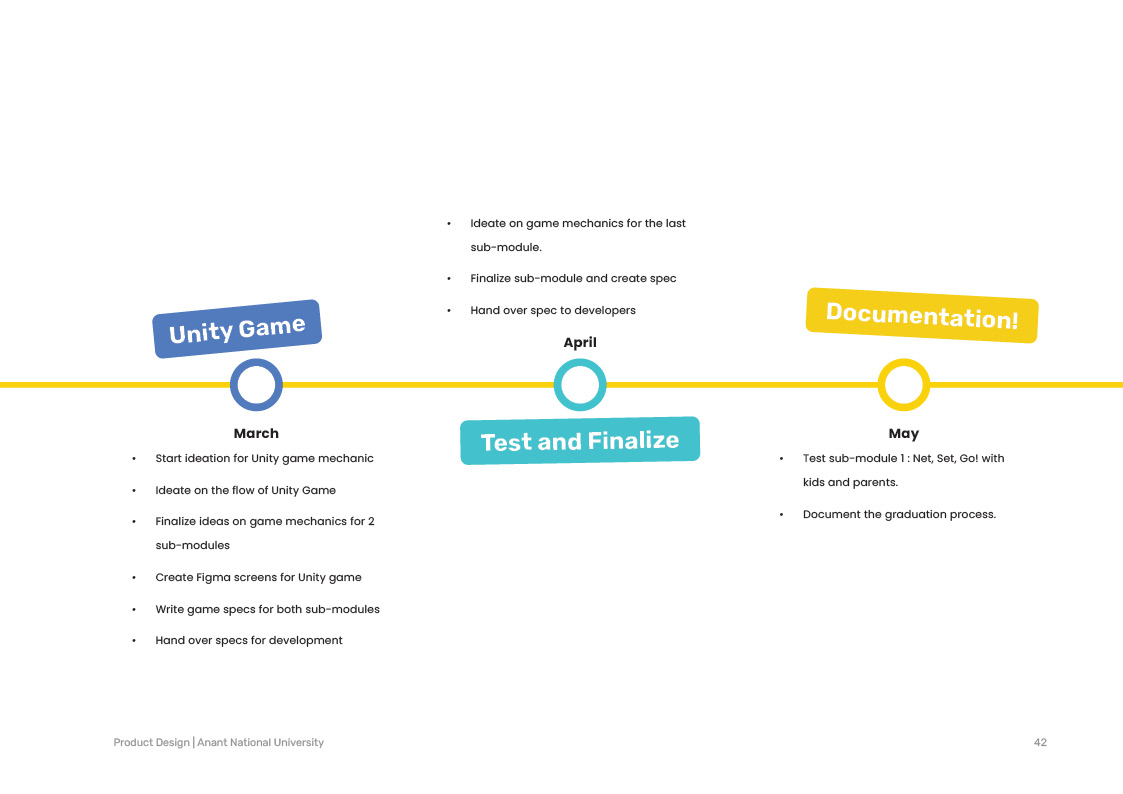 Unity Game
March
• Start ideation for Unity game mechanic
• Ideate on the flow of Unity Game
• Finalize ideas on game mechanics for 2
sub-modules
• Create Figma screens for Unity game
• Write game specs for both sub-modules
• Hand over specs for development
• Ideate on game mechanics for the last
sub-module.
• Finalize sub-module and create spec
• Hand over spec to developers
April
Test and Finalize
Documentation!
May
• Test sub-module 1 : Net, Set, Go! with
kids and parents.
• Document the graduation process.
Product Design | Anant National University
42